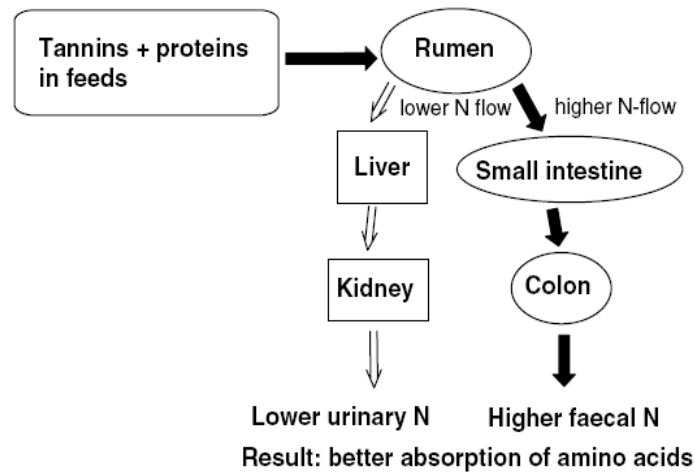 Tannins + proteins
in feeds
Rumen
lower N flow
higher N-flow
Liver
Small intestine
Kidney
Colon
Lower urinary N
Higher faecal N
Result: better absorption of amino acids